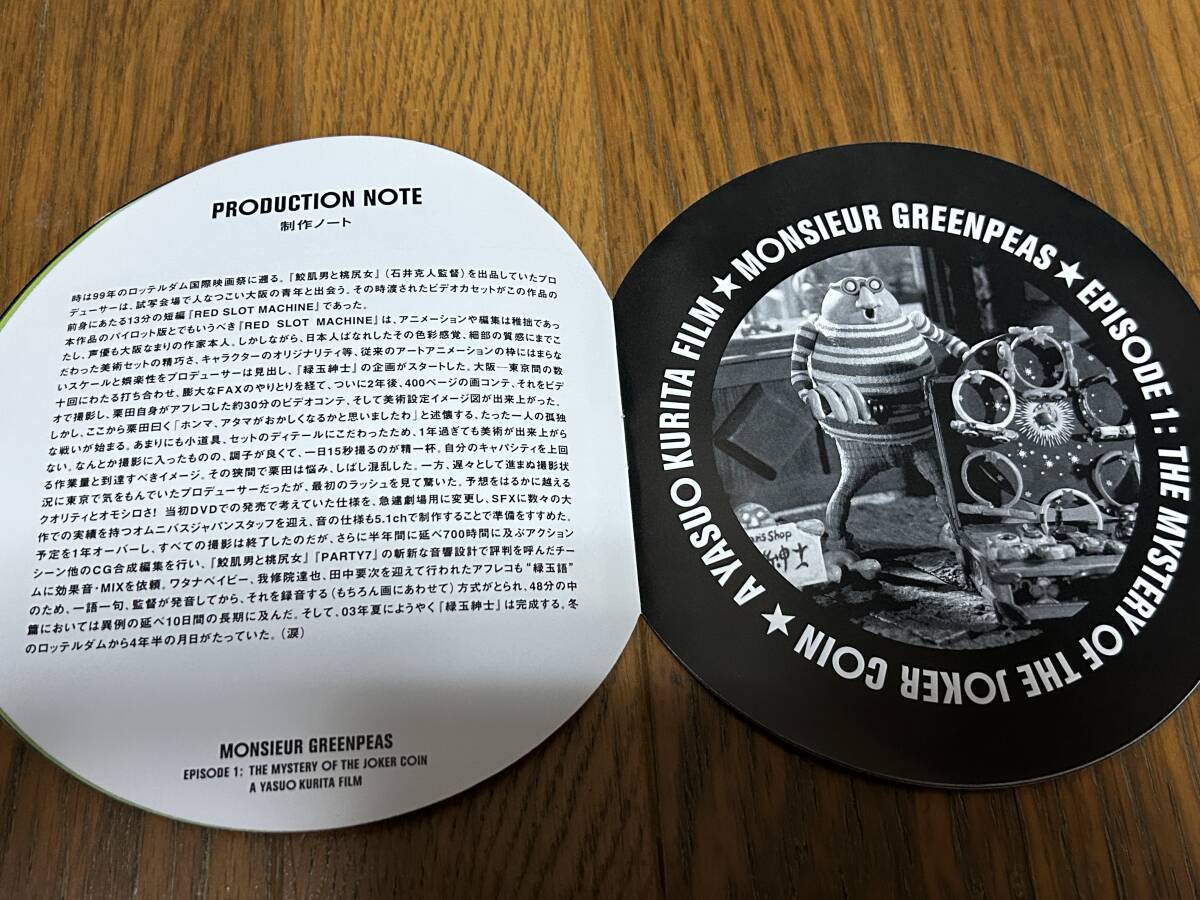 PRODUCTION NOTE
制作ノート
時は99年のロッテルダム国際映画祭に遡る。『鮫肌男と桃尻女』(石井克人監督)を出品していたプロ
デューサーは、試写会場で人なつこい大阪の青年と出会う。その時渡されたビデオカセットがこの作品の
前身にあたる13分の短編『RED SLOT MACHINE』であった。
本作品のパイロット版とでもいうべき『RED SLOT MACHINE』は、アニメーションや編集は稚拙であっ
たし、声優も大阪なまりの作家本人。しかしながら、日本人ばなれしたその色彩感覚、細部の質感にまでこ
だわった美術セットの精巧さ、キャラクターのオリジナリティ等、従来のアートアニメーションの枠にはまらな
いスケールと娯楽性をプロデューサーは見出し、『緑玉紳士』の企画がスタートした。大阪―東京間の数
十回にわたる打ち合わせ、膨大なFAXのやりとりを経て、ついに2年後、400ページの画コンテ、それをビデ
オで撮影し、栗田自身がアフレコした約30分のビデオコンテ、そして美術設定イメージ図が出来上がった。
しかし、ここから栗田曰く「ホンマ、アタマがおかしくなるかと思いましたわ」と述懐する、たった一人の孤独
な戦いが始まる。あまりにも小道具、セットのディテールにこだわったため、1年過ぎても美術が出来上がら
ない。なんとか撮影に入ったものの、調子が良くて、一日15秒撮るのが精一杯。自分のキャパシティを上回
る作業量と到達すべきイメージ。その狭間で栗田は悩み、しばし混乱した。一方、遅々として進まぬ撮影状
況に東京で気をもんでいたプロデューサーだったが、最初のラッシュを見て驚いた。予想をはるかに越える
クオリティとオモシロさ! 当初DVDでの発売で考えていた仕様を、急遽劇場用に変更し、SFXに数々の大
作での実績を持つオムニバスジャパンスタッフを迎え、音の仕様も5.1chで制作することで準備をすすめた。
予定を1年オーバーし、すべての撮影は終了したのだが、さらに半年間に延べ700時間に及ぶアクション
シーン他のCG合成編集を行い、『鮫肌男と桃尻女』『PARTY7』の斬新な音響設計で評判を呼んだチー
ムに効果音・MIXを依頼。ワタナベイビー、我修院達也、田中要次を迎えて行われたアフレコも“緑玉語”
のため、一語一句、監督が発音してから、それを録音する(もちろん画にあわせて)方式がとられ、48分の中
篇においては異例の延べ10日間の長期に及んだ。そして、03年夏にようやく『緑玉紳士』は完成する。冬
のロッテルダムから4年半の月日がたっていた。(涙)
MONSIEUR GREENPEAS
EPISODE 1: THE MYSTERY OF THE JOKER COIN
A YASUO KURITA FILM
★MONSIEUR GREENPEAS★EPISODE 1: THE MYSTERY OF THE JOKER COIN★A YASUO KURITA FILM
Shop
紳士